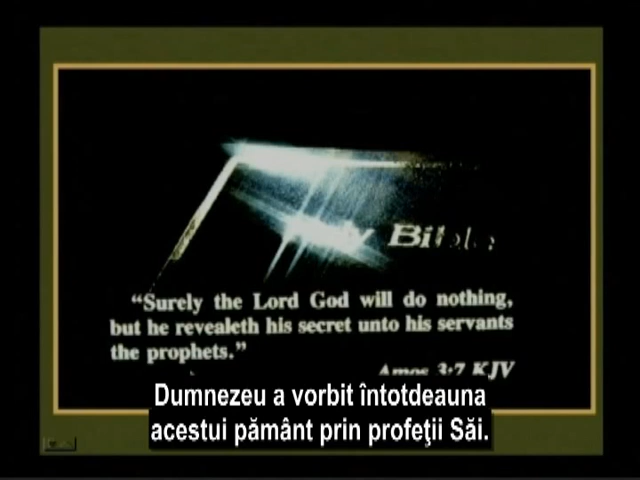 Bible
“Surely the Lord God will do nothing,
but he revealeth his secret unto his servants
the prophets.”
Amos 3:7 KJV
Dumnezeu a vorbit întotdeauna
acestui pământ prin profeţii Săi.